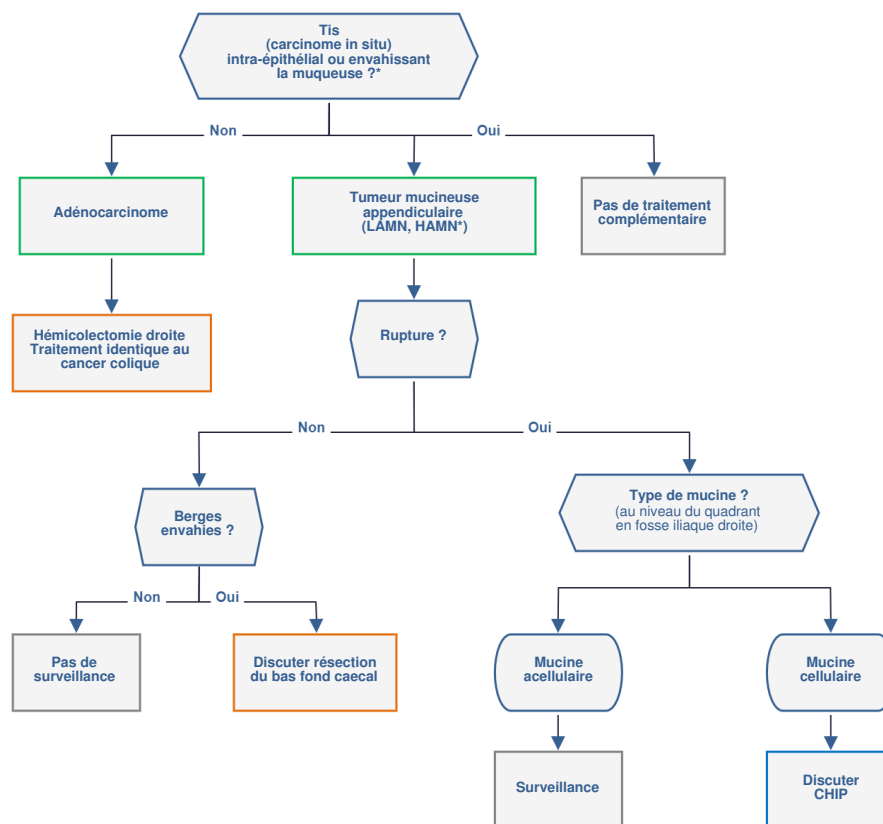 Tis
(carcinome in situ)
intra-épithélial ou envahissant
la muqueuse ?*
Non
Oui
Adénocarcinome
Tumeur mucineuse
appendiculaire
(LAMN, HAMN*)
Pas de traitement
complémentaire
Hémicolectomie droite
Traitement identique au
cancer colique
Rupture ?
Non
Oui
Berges
envahies ?
Type de mucine ?
(au niveau du quadrant
en fosse iliaque droite)
Non
Oui
Pas de
surveillance
Discuter résection
du bas fond caecal
Mucine
acellulaire
Mucine
cellulaire
Surveillance
Discuter
CHIP